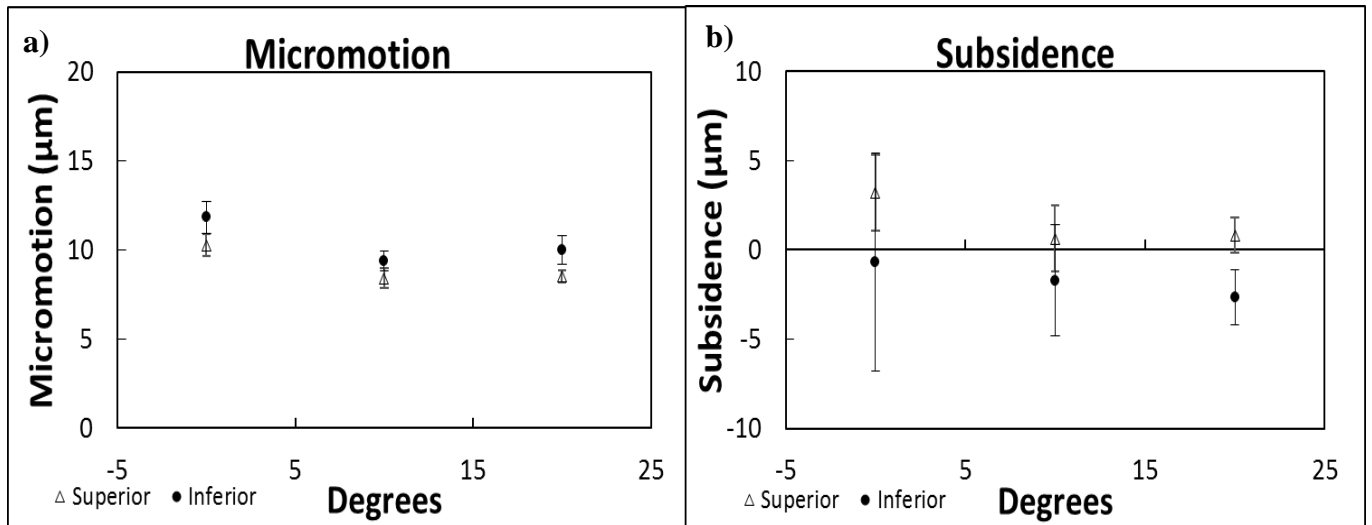 a)
Micromotion
Micromotion (µm)
20
15
10
5
0
-5 5 15 25
Degrees
△ Superior ● Inferior
b)
Subsidence
Subsidence (µm)
10
5
0
-5
-10
-5 5 15 25
Degrees
△ Superior ● Inferior